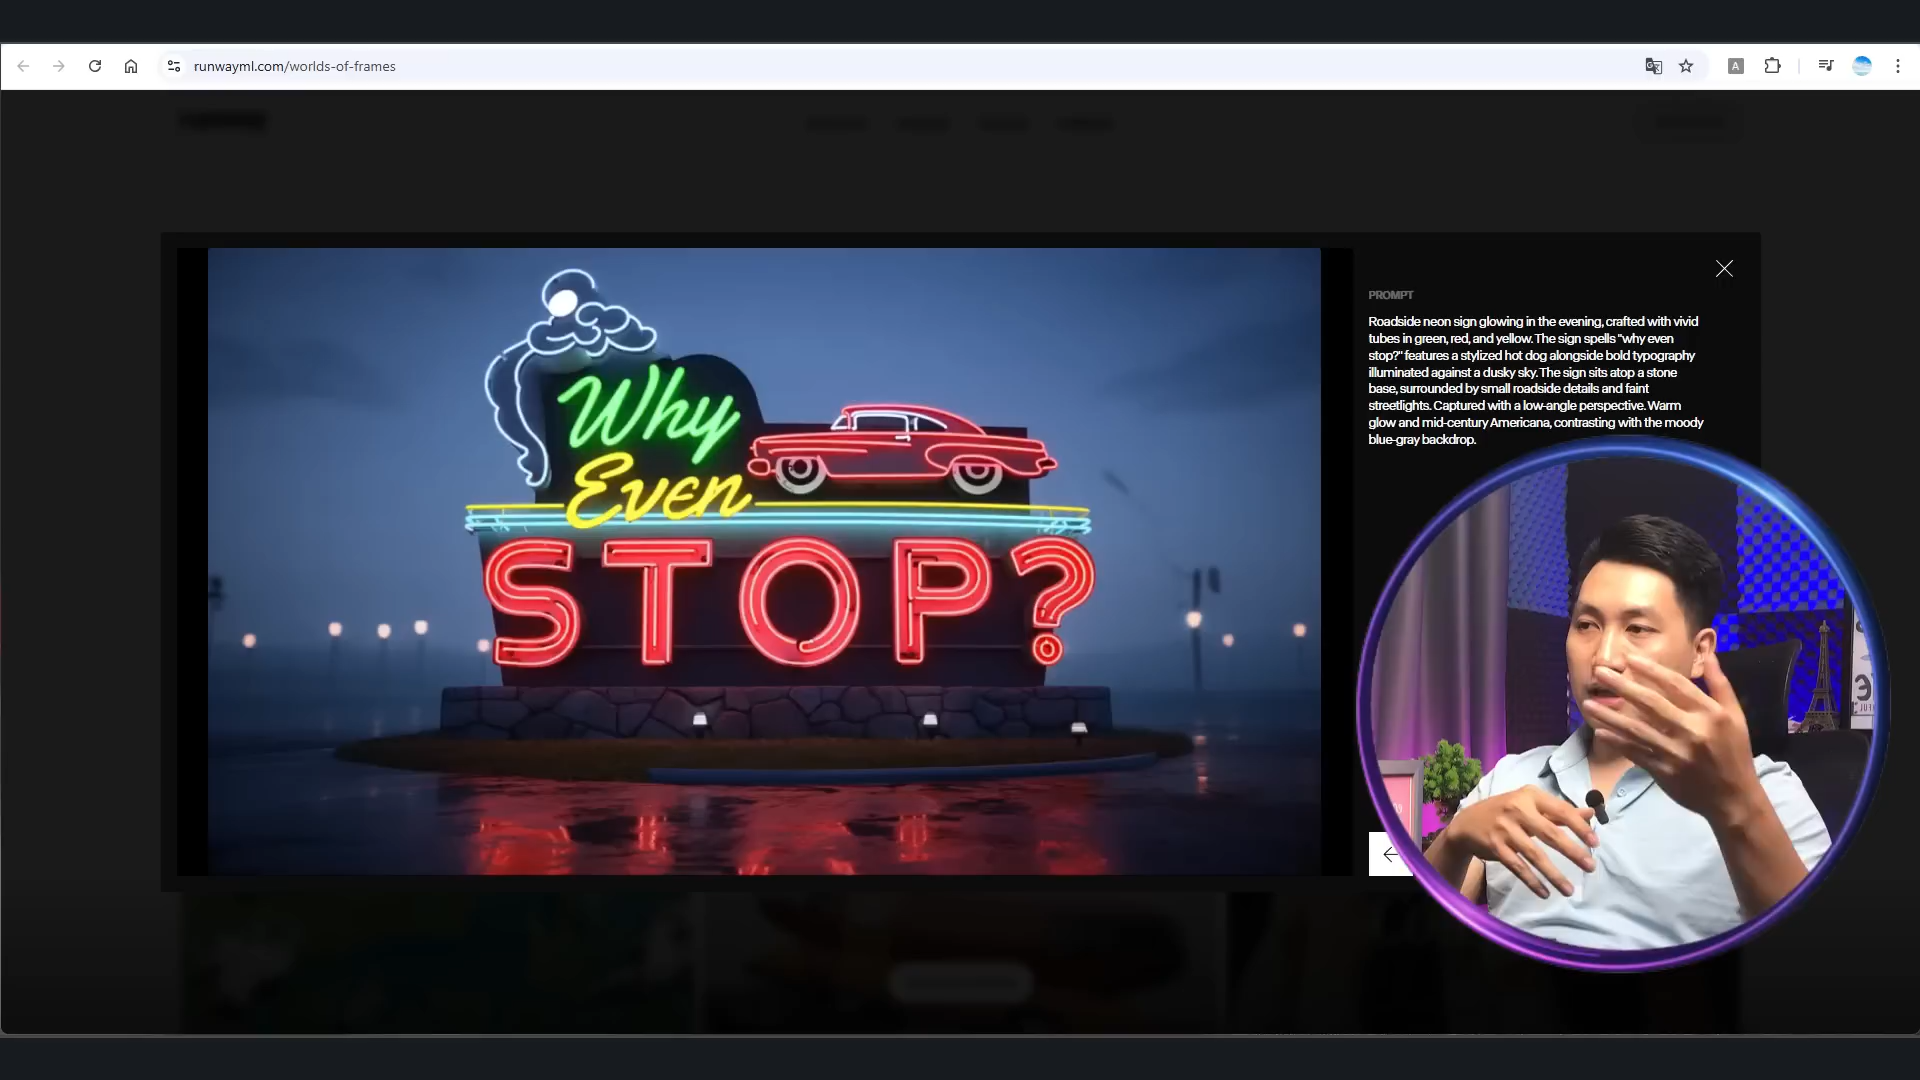 runwayml.com/worlds-of-frames
A
Why
Even
STOP?
PROMPT
Roadside neon sign glowing in the evening, crafted with vivid
tubes in green, red, and yellow. The sign spells "why even
stop?" features a stylized hot dog alongside bold typography
illuminated against a dusky sky. The sign sits atop a stone
base, surrounded by small roadside details and faint
streetlights. Captured with a low-angle perspective. Warm
glow and mid-century Americana, contrasting with the moody
blue-gray backdrop.